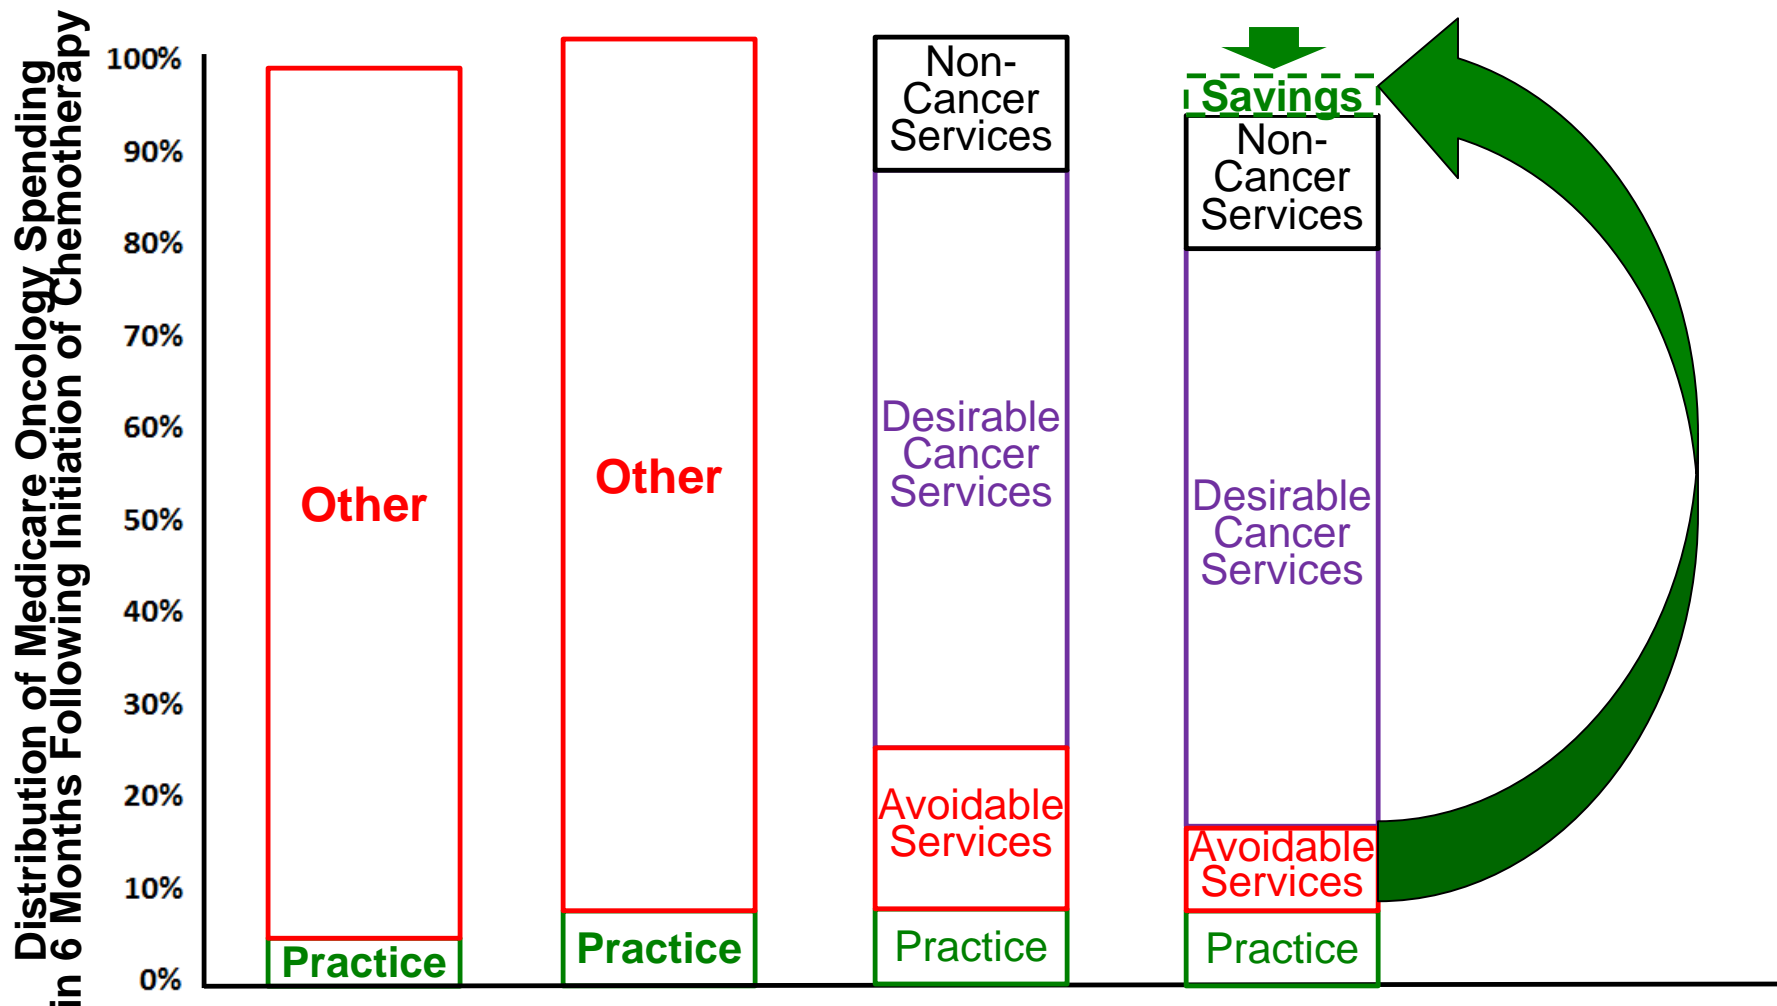 Distribution of Medicare Oncology Spending
in 6 Months Following Initiation of Chemotherapy
100%
90%
80%
70%
60%
50%
40%
30%
20%
10%
0%
Other
Practice
Other
Practice
Non-
Cancer
Services
Desirable
Cancer
Services
Avoidable
Services
Practice
Savings
Non-
Cancer
Services
Desirable
Cancer
Services
Avoidable
Services
Practice